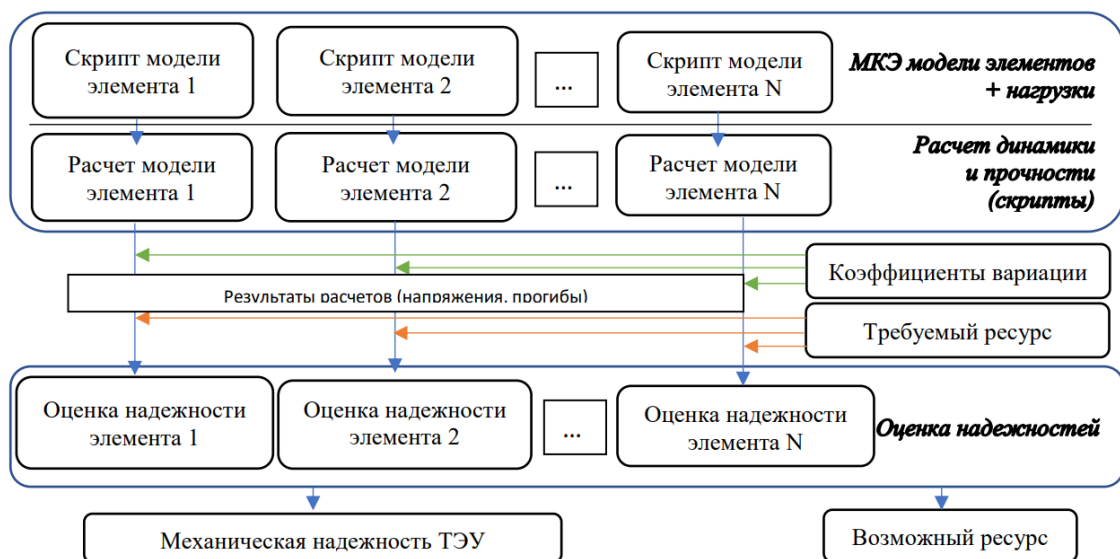 Скрипт модели
элемента 1
Скрипт модели
элемента 2
...
Скрипт модели
элемента N
МКЭ модели элементов
+ нагрузки
Расчет модели
элемента 1
Расчет модели
элемента 2
...
Расчет модели
элемента N
Расчет динамики
и прочности
(скрипты)
Коэффициенты вариации
Результаты расчетов (напряжения, прогибы)
Требуемый ресурс
Оценка надежности
элемента 1
Оценка надежности
элемента 2
...
Оценка надежности
элемента N
Оценка надежностей
Механическая надежность ТЭУ
Возможный ресурс